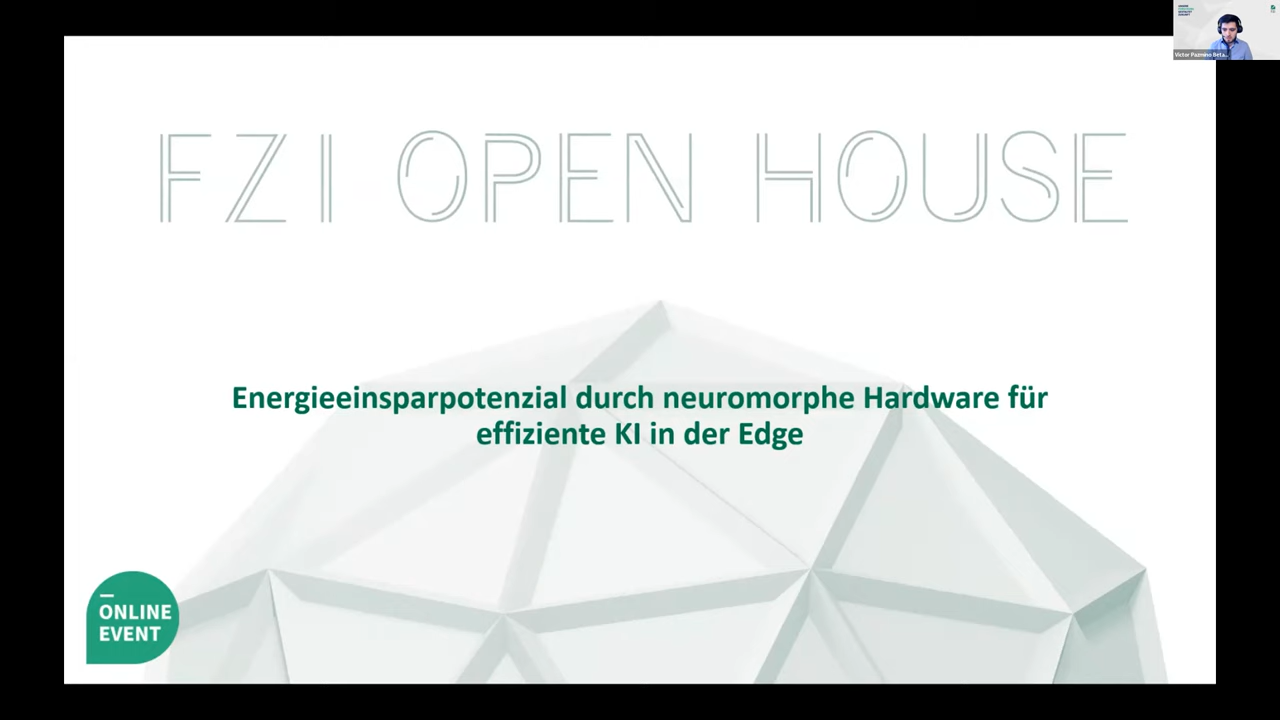 FZI OPEN HOUSE
Energieeinsparpotenzial durch neuromorphe Hardware für
effiziente KI in der Edge
ONLINE
EVENT